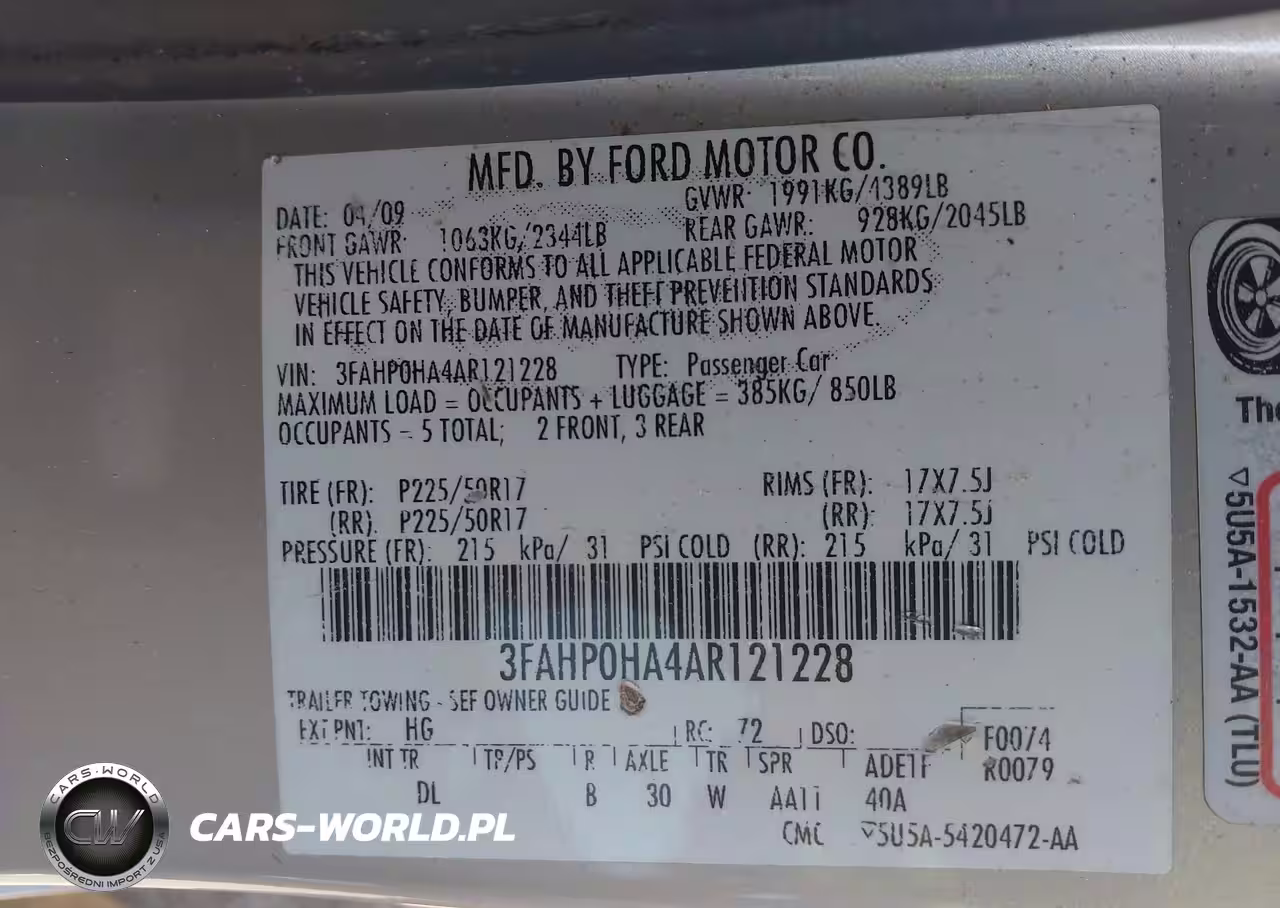 MFD. BY FORD MOTOR CO.
DATE: 04/09 GVWR: 1991KG/4389LB
FRONT GAWR: 1063KG/2344LB REAR GAWR: 928KG/2045LB
THIS VEHICLE CONFORMS TO ALL APPLICABLE FEDERAL MOTOR
VEHICLE SAFETY, BUMPER, AND THEFT PREVENTION STANDARDS
IN EFFECT ON THE DATE OF MANUFACTURE SHOWN ABOVE.
VIN: 3FAHP0HA4AR121228 TYPE: Passenger Car
MAXIMUM LOAD = OCCUPANTS + LUGGAGE = 385KG/ 850LB
OCCUPANTS = 5 TOTAL; 2 FRONT, 3 REAR
TIRE (FR): P225/50R17 RIMS (FR): 17X7.5J
(RR): P225/50R17 (RR): 17X7.5J
PRESSURE (FR): 215 kPa/ 31 PSI COLD (RR): 215 kPa/ 31 PSI COLD
3FAHP0HA4AR121228
TRAILER TOWING - SEE OWNER GUIDE
EXT PNT: HG RC: 72 DSO: F0074
INT TR TP/PS R AXLE TR SPR R0079
DL B 30 W AA11 40A
CMC ▽5U5A-5420472-AA
The
▽5U5A-1532-AA (TLU)
CARS-WORLD
CW
BEZPOŚREDNI IMPORT Z USA
CARS-WORLD.PL